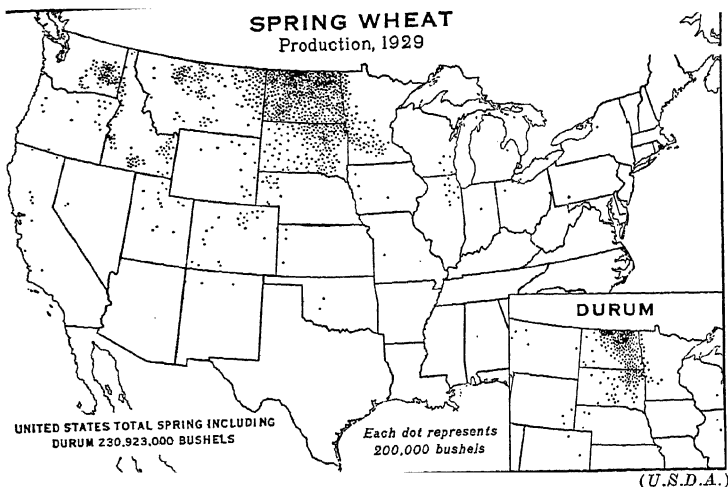 SPRING WHEAT
Production, 1929
DURUM
UNITED STATES TOTAL SPRING INCLUDING
DURUM 230,923,000 BUSHELS
Each dot represents
200,000 bushels
(U.S.D.A.)